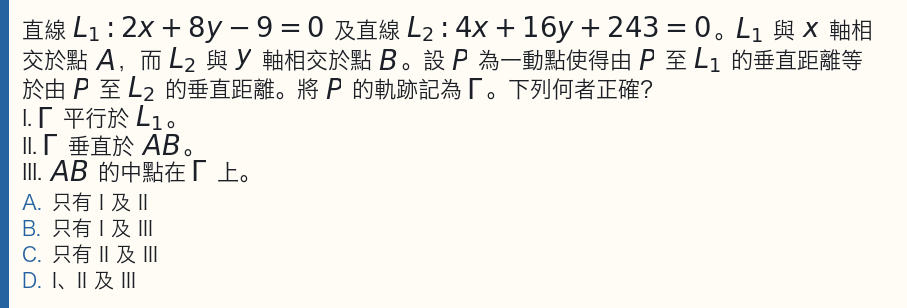 直線 L₁ : 2x + 8y − 9 = 0 及直線 L₂ : 4x + 16y + 243 = 0。L₁ 與 x 軸相
交於點 A，而 L₂ 與 y 軸相交於點 B。設 P 為一動點使得由 P 至 L₁ 的垂直距離等
於由 P 至 L₂ 的垂直距離。將 P 的軌跡記為 Γ。下列何者正確?
I. Γ 平行於 L₁。
II. Γ 垂直於 AB。
III. AB 的中點在 Γ 上。
A. 只有 I 及 II
B. 只有 I 及 III
C. 只有 II 及 III
D. I、II 及 III